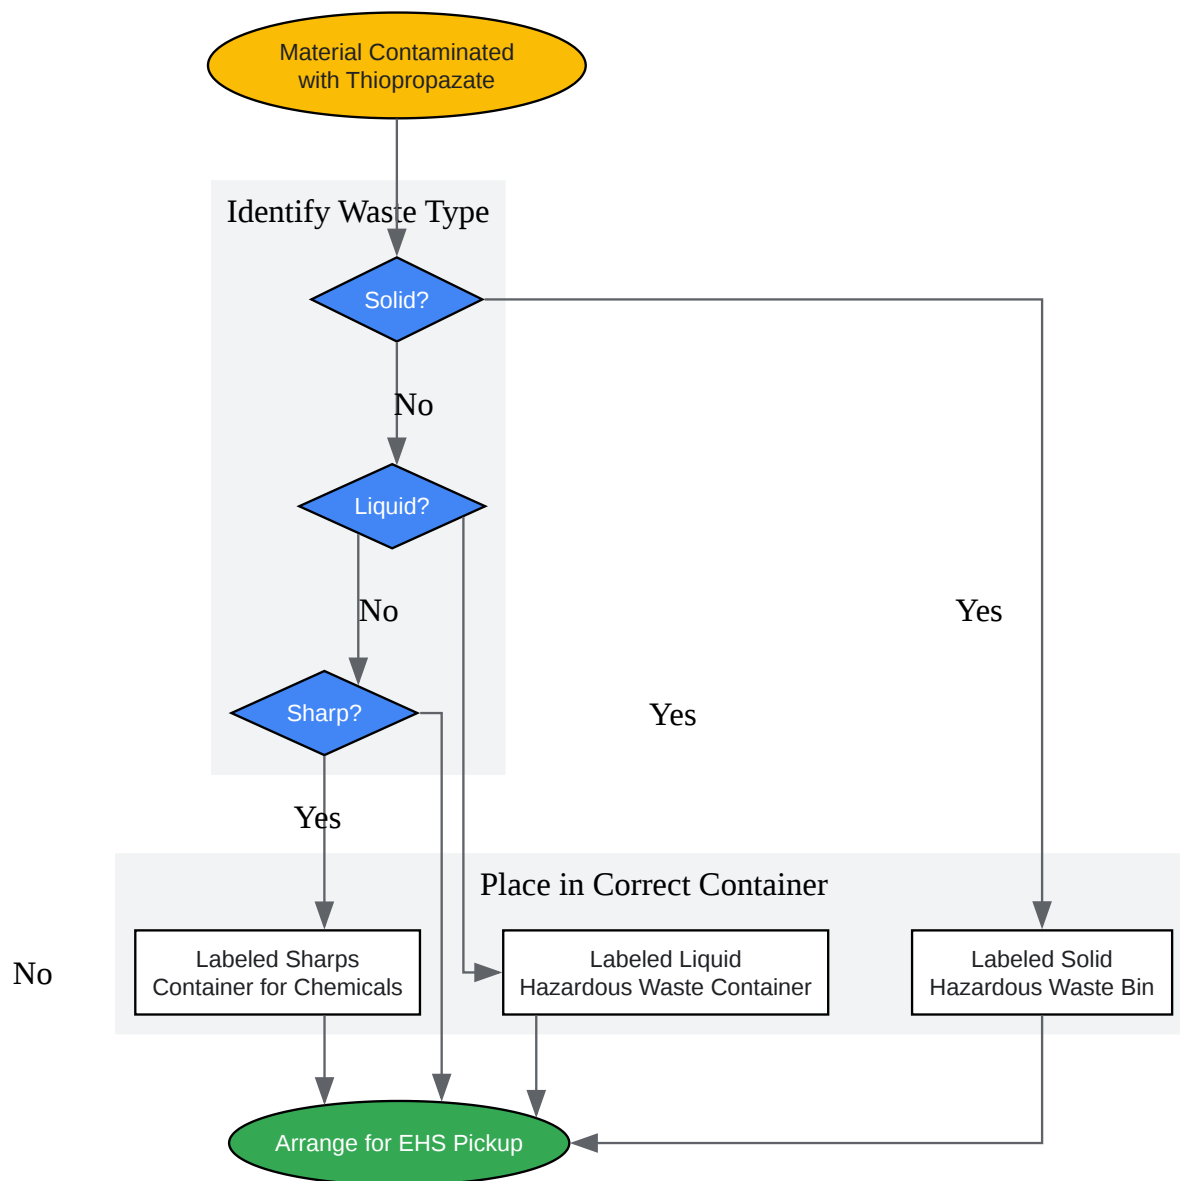 Material Contaminated
with Thiopropazate
Identify Waste Type
Solid?
No
Liquid?
No
Yes
Sharp?
Yes
Yes
Place in Correct Container
Labeled Sharps
Container for Chemicals
Labeled Liquid
Hazardous Waste Container
Labeled Solid
Hazardous Waste Bin
No
Arrange for EHS Pickup